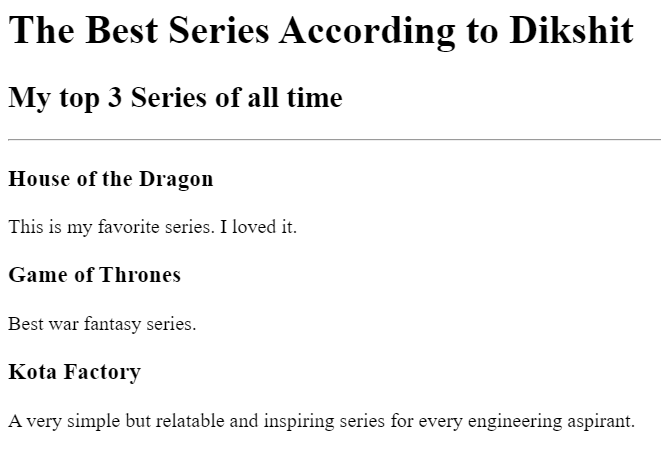 The Best Series According to Dikshit
My top 3 Series of all time
House of the Dragon
This is my favorite series. I loved it.
Game of Thrones
Best war fantasy series.
Kota Factory
A very simple but relatable and inspiring series for every engineering aspirant.